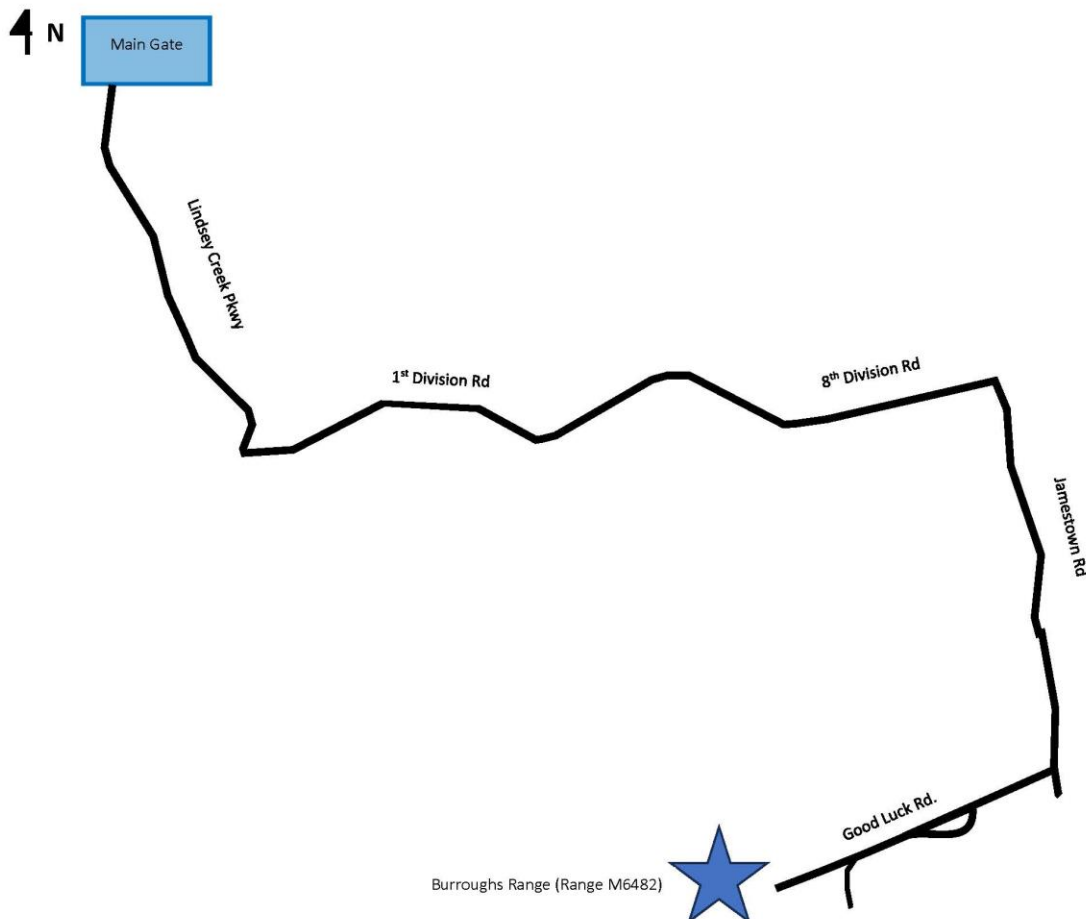 N
Main Gate
Lindsey Creek Pkwy
1st Division Rd
8th Division Rd
Jamestown Rd
Good Luck Rd.
Burroughs Range (Range M6482)